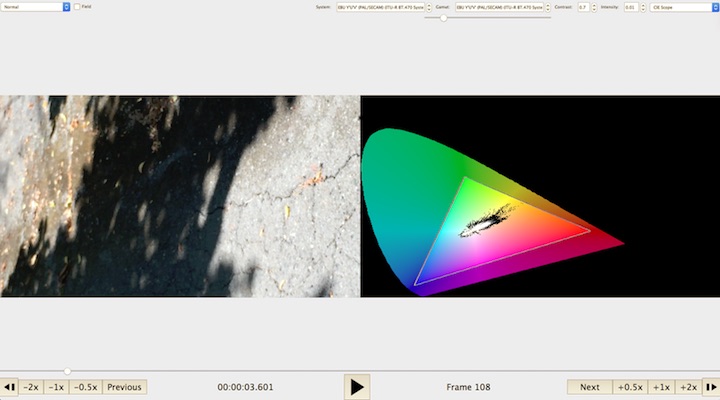 Normal
Field
System:
EBU Y'U'V' (PAL/SECAM) ITU-R BT.470 Syste
Gamut:
EBU Y'U'V' (PAL/SECAM) ITU-R BT.470 Syste
Contrast:
0.7
Intensity:
0.01
CIE Scope
-2x
-1x
-0.5x
Previous
00:00:03.601
Frame 108
Next
+0.5x
+1x
+2x